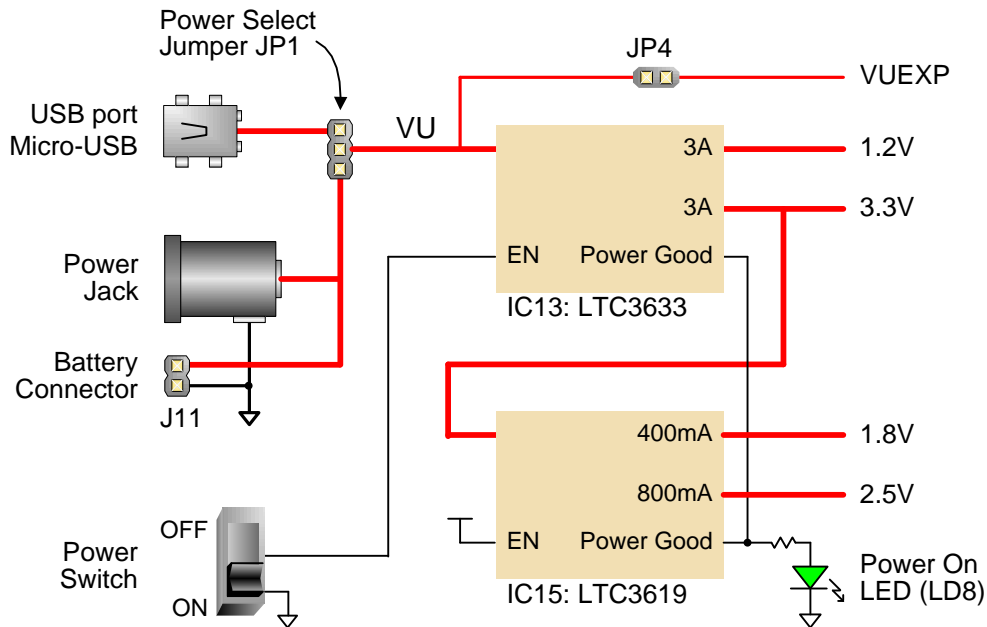 Power Select
Jumper JP1
JP4
VUEXP
USB port
Micro-USB
VU
3A
1.2V
3A
3.3V
EN
Power Good
IC13: LTC3633
Power
Jack
Battery
Connector
J11
400mA
1.8V
800mA
2.5V
EN
Power Good
IC15: LTC3619
OFF
Power
Switch
ON
Power On
LED (LD8)